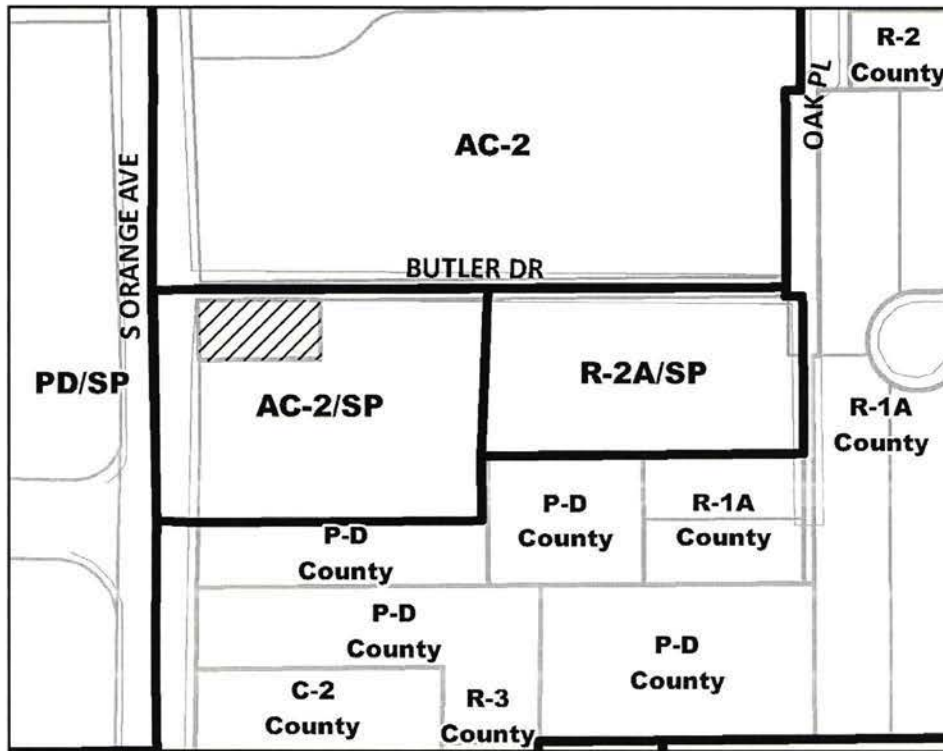 R-2
County
OAK PL
AC-2
S ORANGE AVE
BUTLER DR
PD/SP
AC-2/SP
R-2A/SP
R-1A
County
P-D
County
R-1A
County
P-D
County
P-D
County
P-D
County
C-2
County
R-3
County